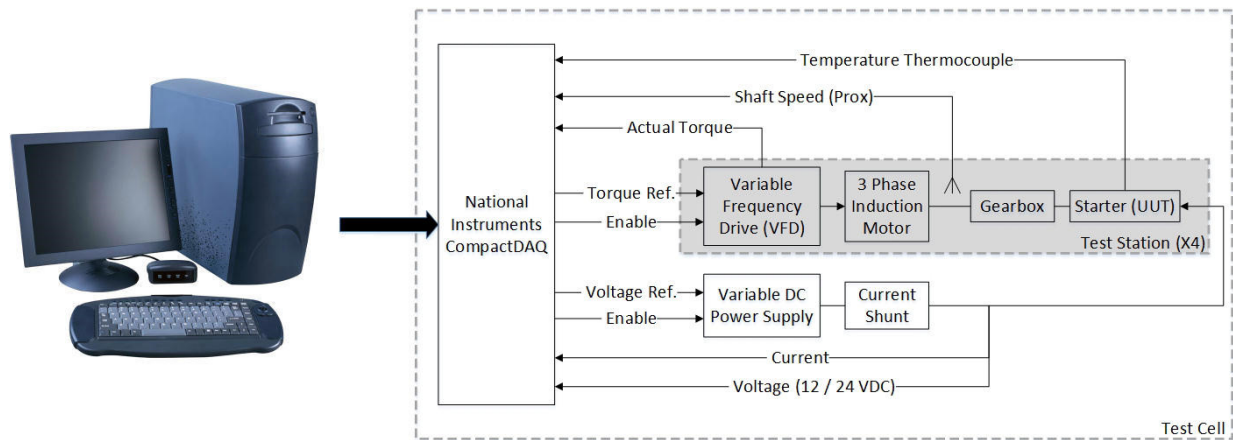 Temperature Thermocouple
Shaft Speed (Prox)
Actual Torque
National
Instruments
CompactDAQ
Torque Ref.
Enable
Variable
Frequency
Drive (VFD)
3 Phase
Induction
Motor
Gearbox
Starter (UUT)
Test Station (X4)
Voltage Ref.
Enable
Variable DC
Power Supply
Current
Shunt
Current
Voltage (12 / 24 VDC)
Test Cell